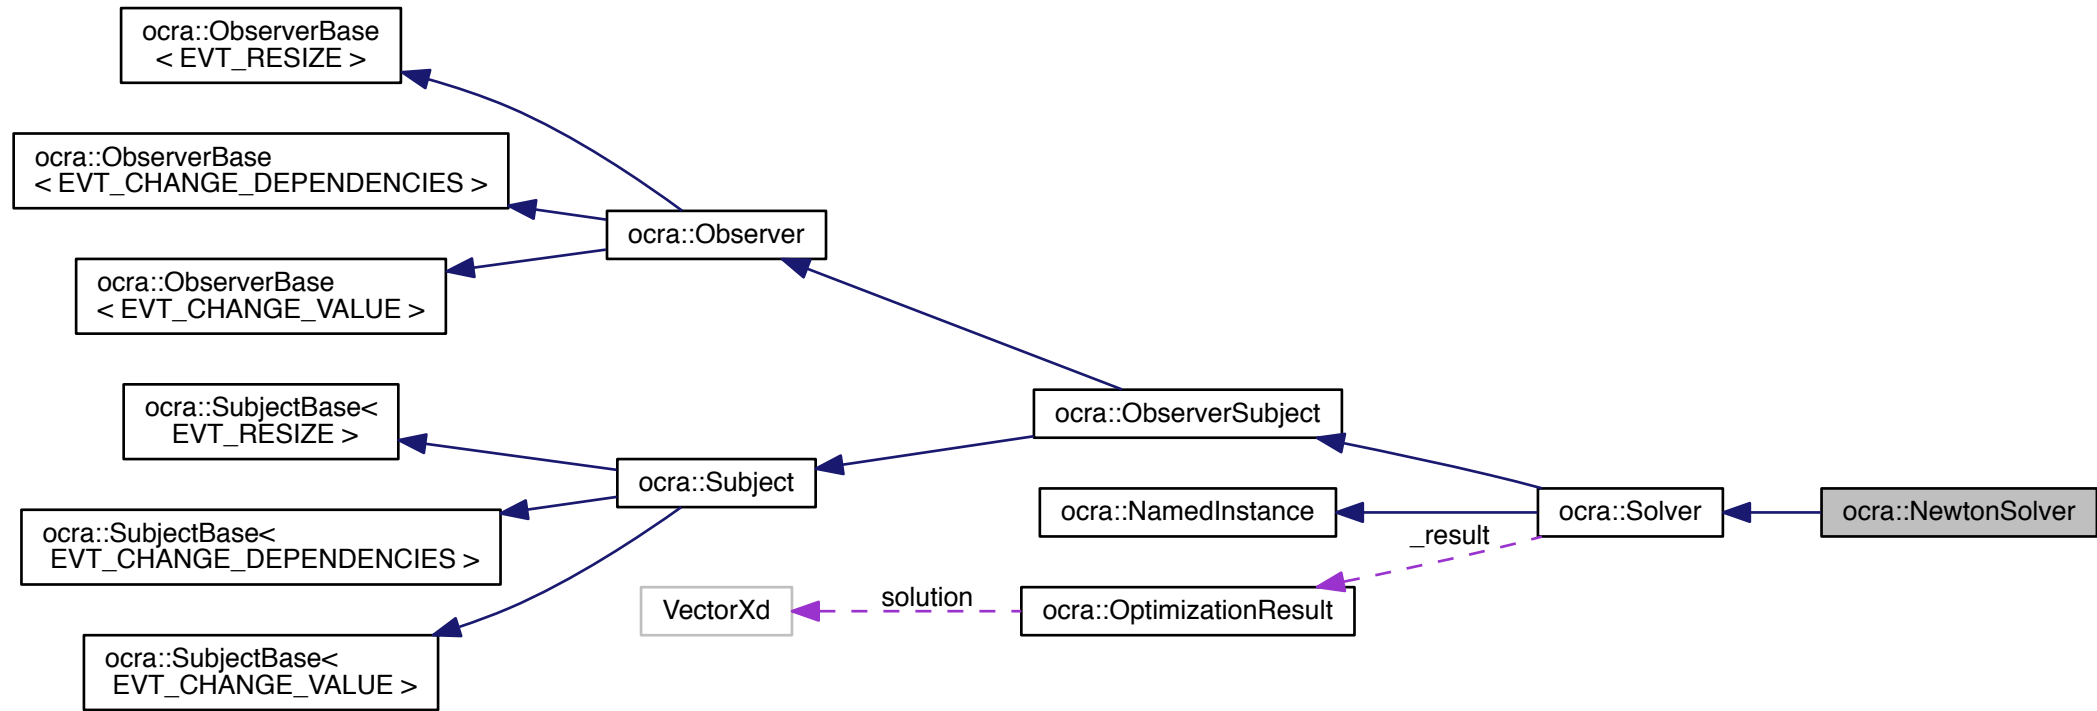 ocra::ObserverBase
< EVT_RESIZE >
ocra::ObserverBase
< EVT_CHANGE_DEPENDENCIES >
ocra::Observer
ocra::ObserverBase
< EVT_CHANGE_VALUE >
ocra::SubjectBase<
EVT_RESIZE >
ocra::ObserverSubject
ocra::Subject
ocra::NamedInstance
ocra::Solver
ocra::NewtonSolver
_result
ocra::SubjectBase<
EVT_CHANGE_DEPENDENCIES >
solution
VectorXd
ocra::OptimizationResult
ocra::SubjectBase<
EVT_CHANGE_VALUE >